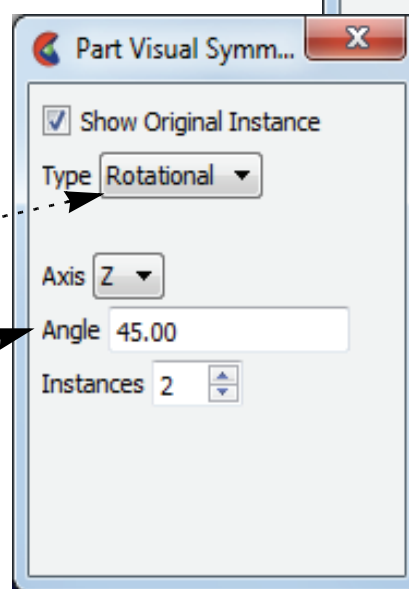 Part Visual Symm...
Show Original Instance
Type Rotational
Axis Z
Angle 45.00
Instances 2